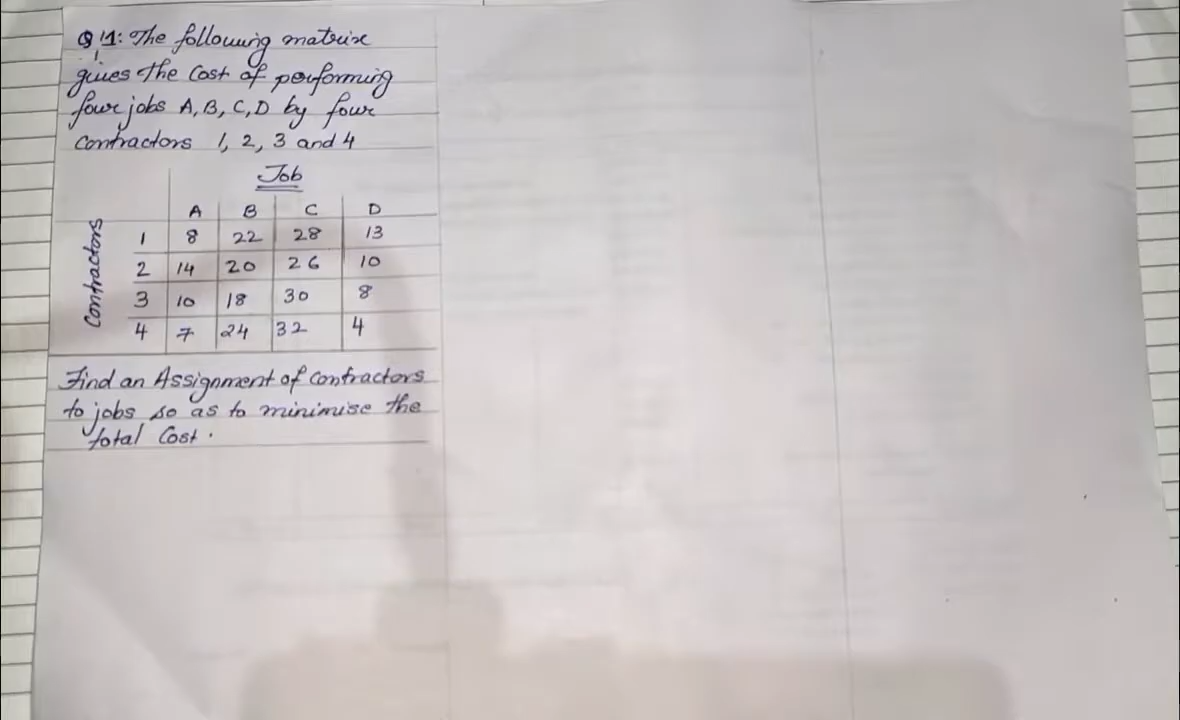 Q 1: The following matrix
gives the Cost of performing
four jobs A, B, C, D by four
contractors 1, 2, 3 and 4
Job
A B C D
Contractors
1 8 22 28 13
2 14 20 26 10
3 10 18 30 8
4 7 24 32 4
Find an Assignment of contractors
to jobs so as to minimise the
total Cost.